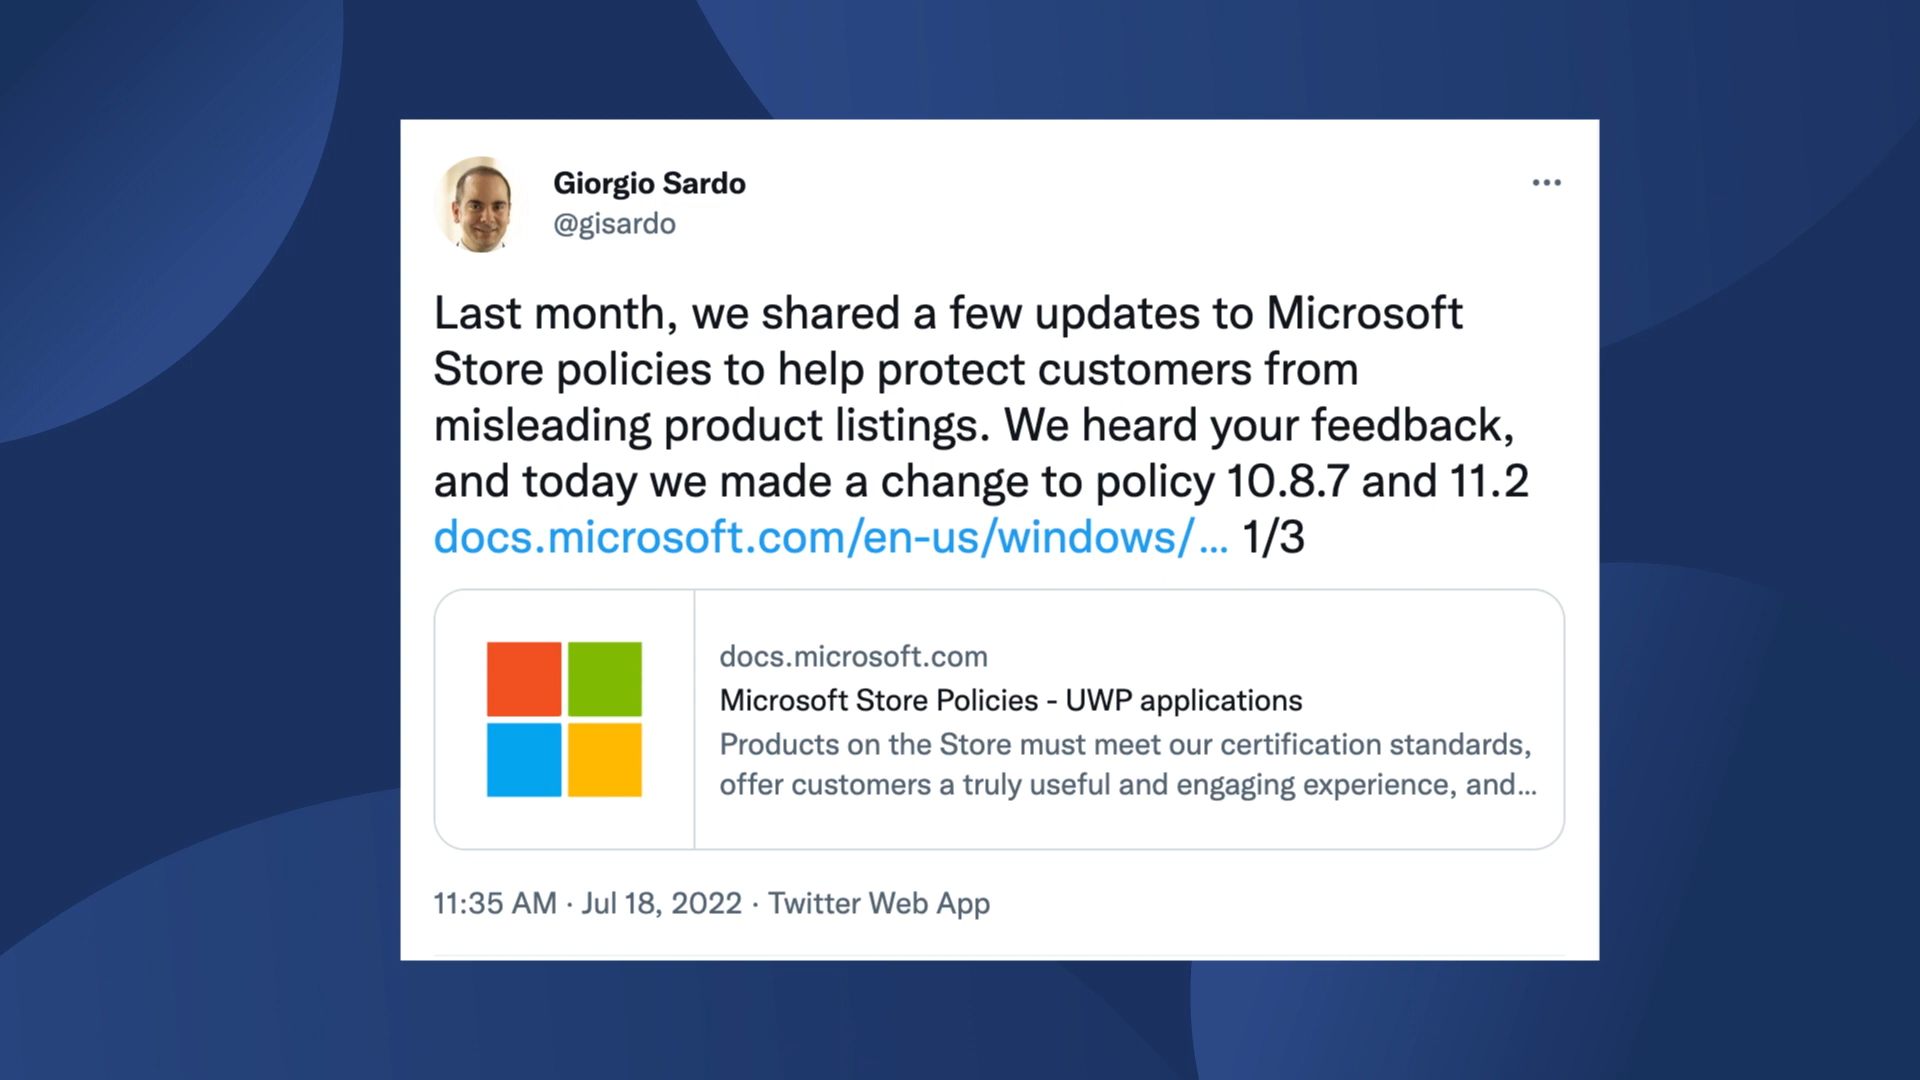 Giorgio Sardo
@gisardo
Last month, we shared a few updates to Microsoft
Store policies to help protect customers from
misleading product listings. We heard your feedback,
and today we made a change to policy 10.8.7 and 11.2
docs.microsoft.com/en-us/windows/... 1/3
docs.microsoft.com
Microsoft Store Policies - UWP applications
Products on the Store must meet our certification standards,
offer customers a truly useful and engaging experience, and...
11:35 AM · Jul 18, 2022 · Twitter Web App